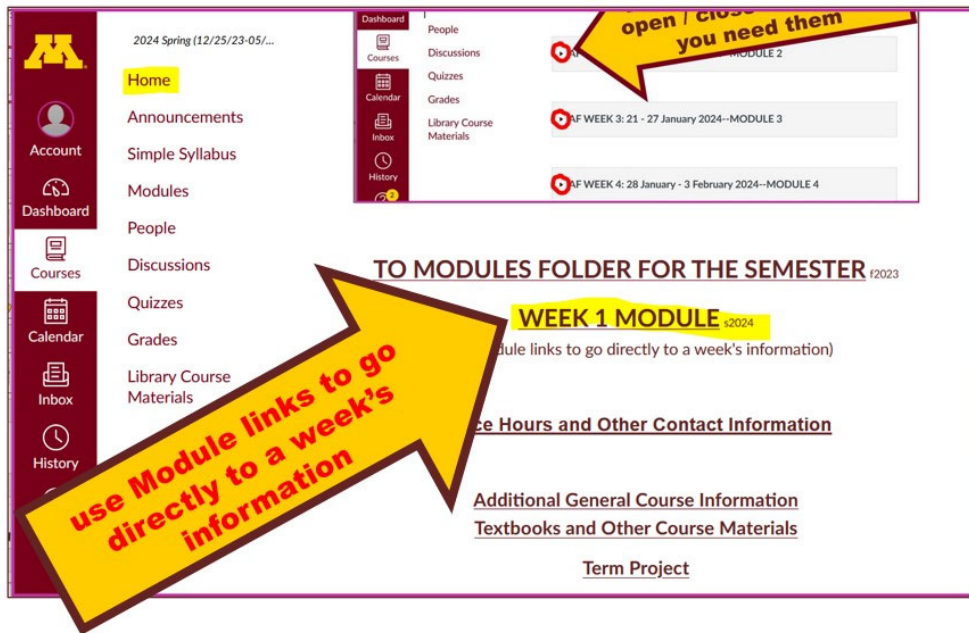 2024 Spring (12/25/23-05/...
Home
Announcements
Simple Syllabus
Modules
People
Discussions
Quizzes
Grades
Library Course
Materials
Account
Dashboard
Courses
Calendar
Inbox
History
Dashboard
Courses
Calendar
Inbox
History
2
People
Discussions
Quizzes
Grades
Library Course
Materials
open / close
you need them
MODULE 2
AF WEEK 3: 21 - 27 January 2024--MODULE 3
AF WEEK 4: 28 January - 3 February 2024--MODULE 4
TO MODULES FOLDER FOR THE SEMESTER f2023
WEEK 1 MODULE s2024
links to go directly to a week's information)
use Module links to go
directly to a week's
information
Hours and Other Contact Information
Additional General Course Information
Textbooks and Other Course Materials
Term Project